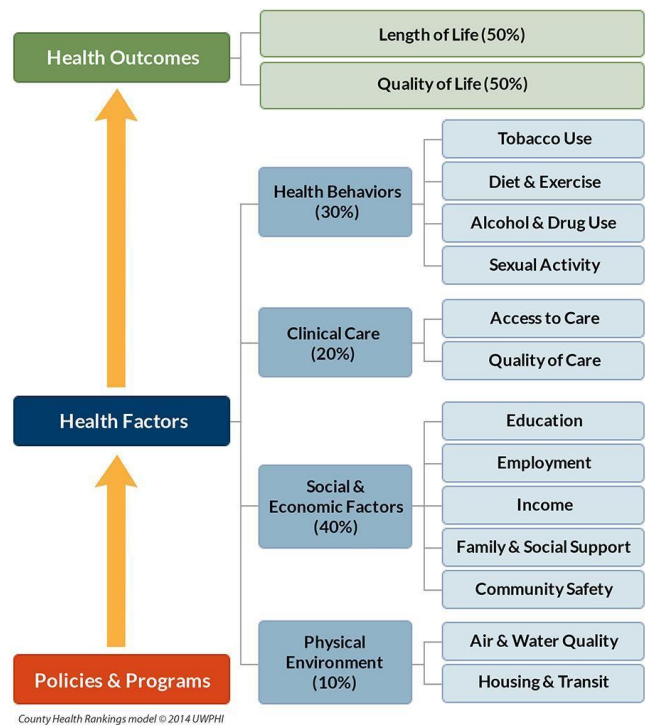 Health Outcomes
Length of Life (50%)
Quality of Life (50%)
Health Factors
Health Behaviors
(30%)
Tobacco Use
Diet & Exercise
Alcohol & Drug Use
Sexual Activity
Clinical Care
(20%)
Access to Care
Quality of Care
Social &
Economic Factors
(40%)
Education
Employment
Income
Family & Social Support
Community Safety
Physical
Environment
(10%)
Air & Water Quality
Housing & Transit
Policies & Programs
County Health Rankings model © 2014 UWPHI